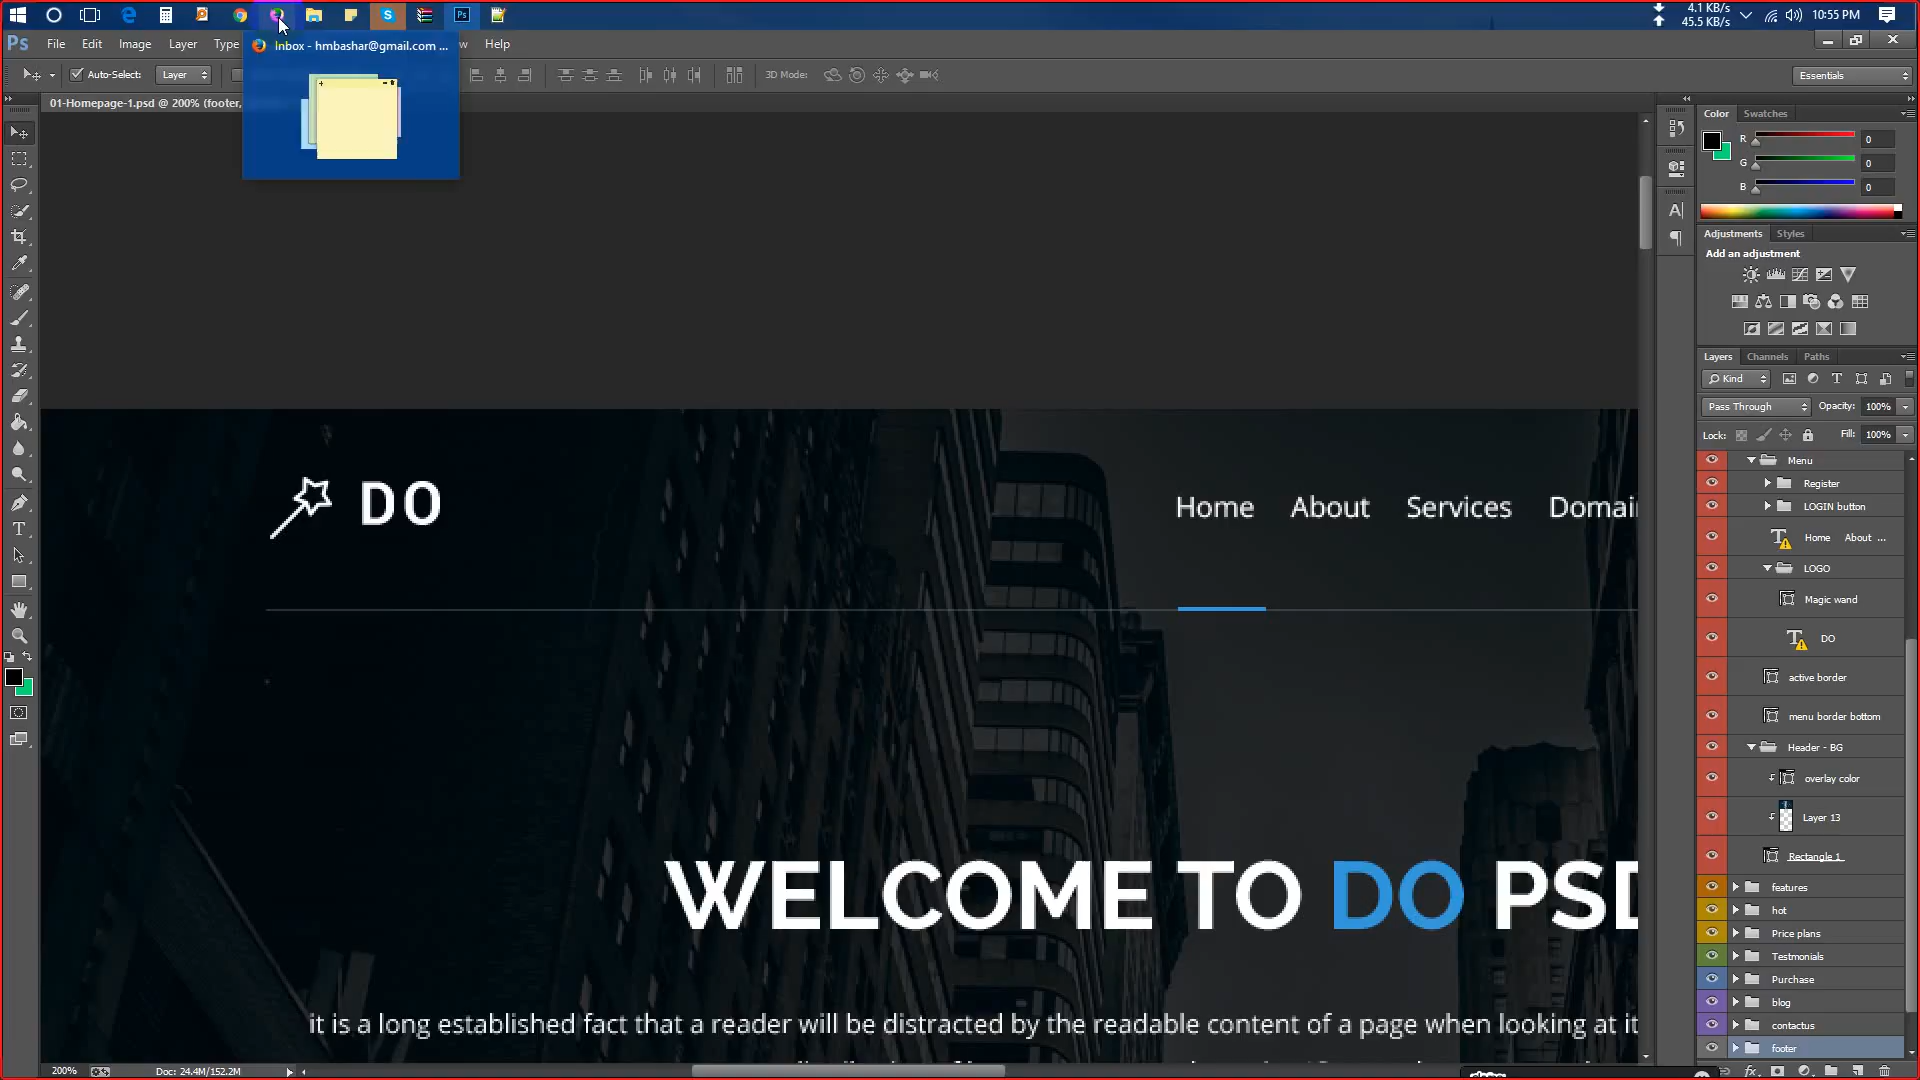 4.1 KB/s
45.5 KB/s
10:55 PM
Ps
File Edit Image Layer Type
Inbox - hmbashar@gmail.com ...
w Help
Auto-Select: Layer
3D Mode:
Essentials
01-Homepage-1.psd @ 200% (footer,
Color Swatches
R 0
G 0
B 0
Adjustments Styles
Add an adjustment
Layers Channels Paths
Kind
Pass Through Opacity: 100%
Lock: Fill: 100%
Menu
Register
LOGIN button
Home About ...
LOGO
Magic wand
DO
active border
menu border bottom
Header - BG
overlay color
Layer 13
Rectangle 1
features
hot
Price plans
Testmonials
Purchase
blog
contactus
footer
DO
Home About Services Domai
WELCOME TO DO PSD
it is a long established fact that a reader will be distracted by the readable content of a page when looking at it
200% Doc: 24.4M/152.2M